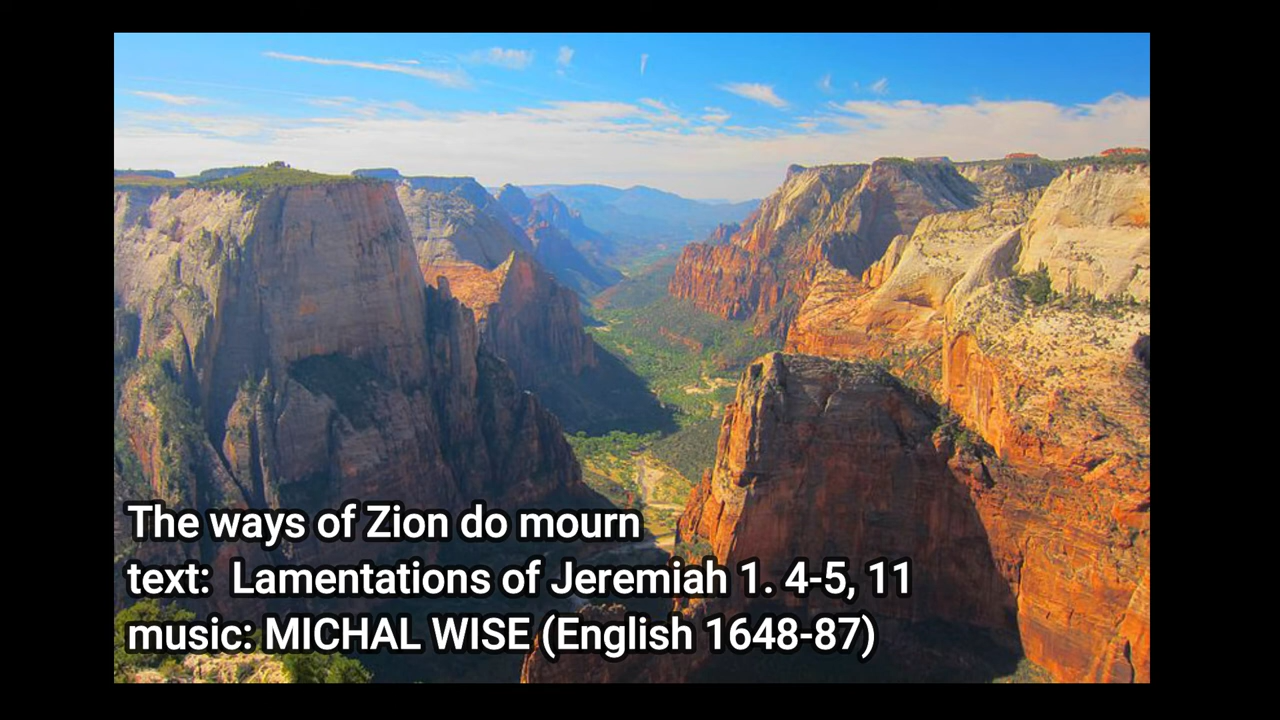 The ways of Zion do mourn
text:  Lamentations of Jeremiah 1. 4-5, 11
music: MICHAL WISE (English 1648-87)